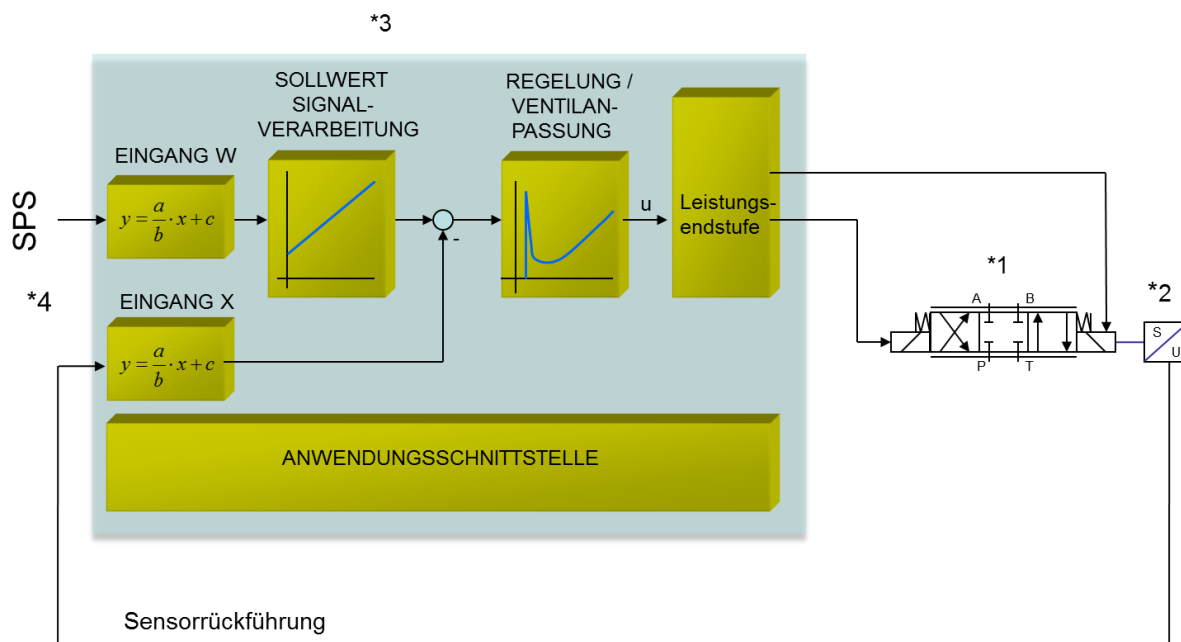 *3
SOLLWERT
SIGNAL-
VERARBEITUNG
REGELUNG /
VENTILAN-
PASSUNG
EINGANG W
SPS
y = a/b · x + c
u
Leistungs-
endstufe
-
*4
EINGANG X
y = a/b · x + c
*1
*2
A B
P T
S
U
ANWENDUNGSSCHNITTSTELLE
Sensorrückführung